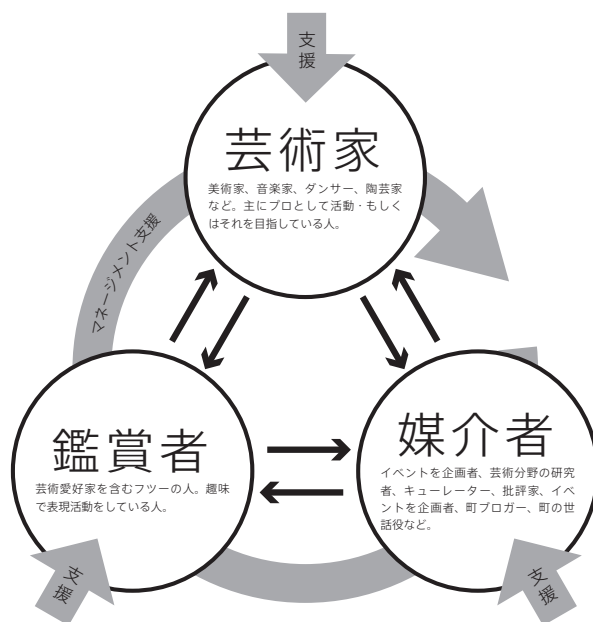 支援
芸術家
美術家、音楽家、ダンサー、陶芸家
など。主にプロとして活動・もしく
はそれを目指している人。
マネージメント支援
鑑賞者
芸術愛好家を含むフツーの人。趣味
で表現活動をしている人。
支援
媒介者
イベントを企画者、芸術分野の研究
者、キューレーター、批評家、イベ
ントを企画者、町ブロガー、町の世
話役など。
支援